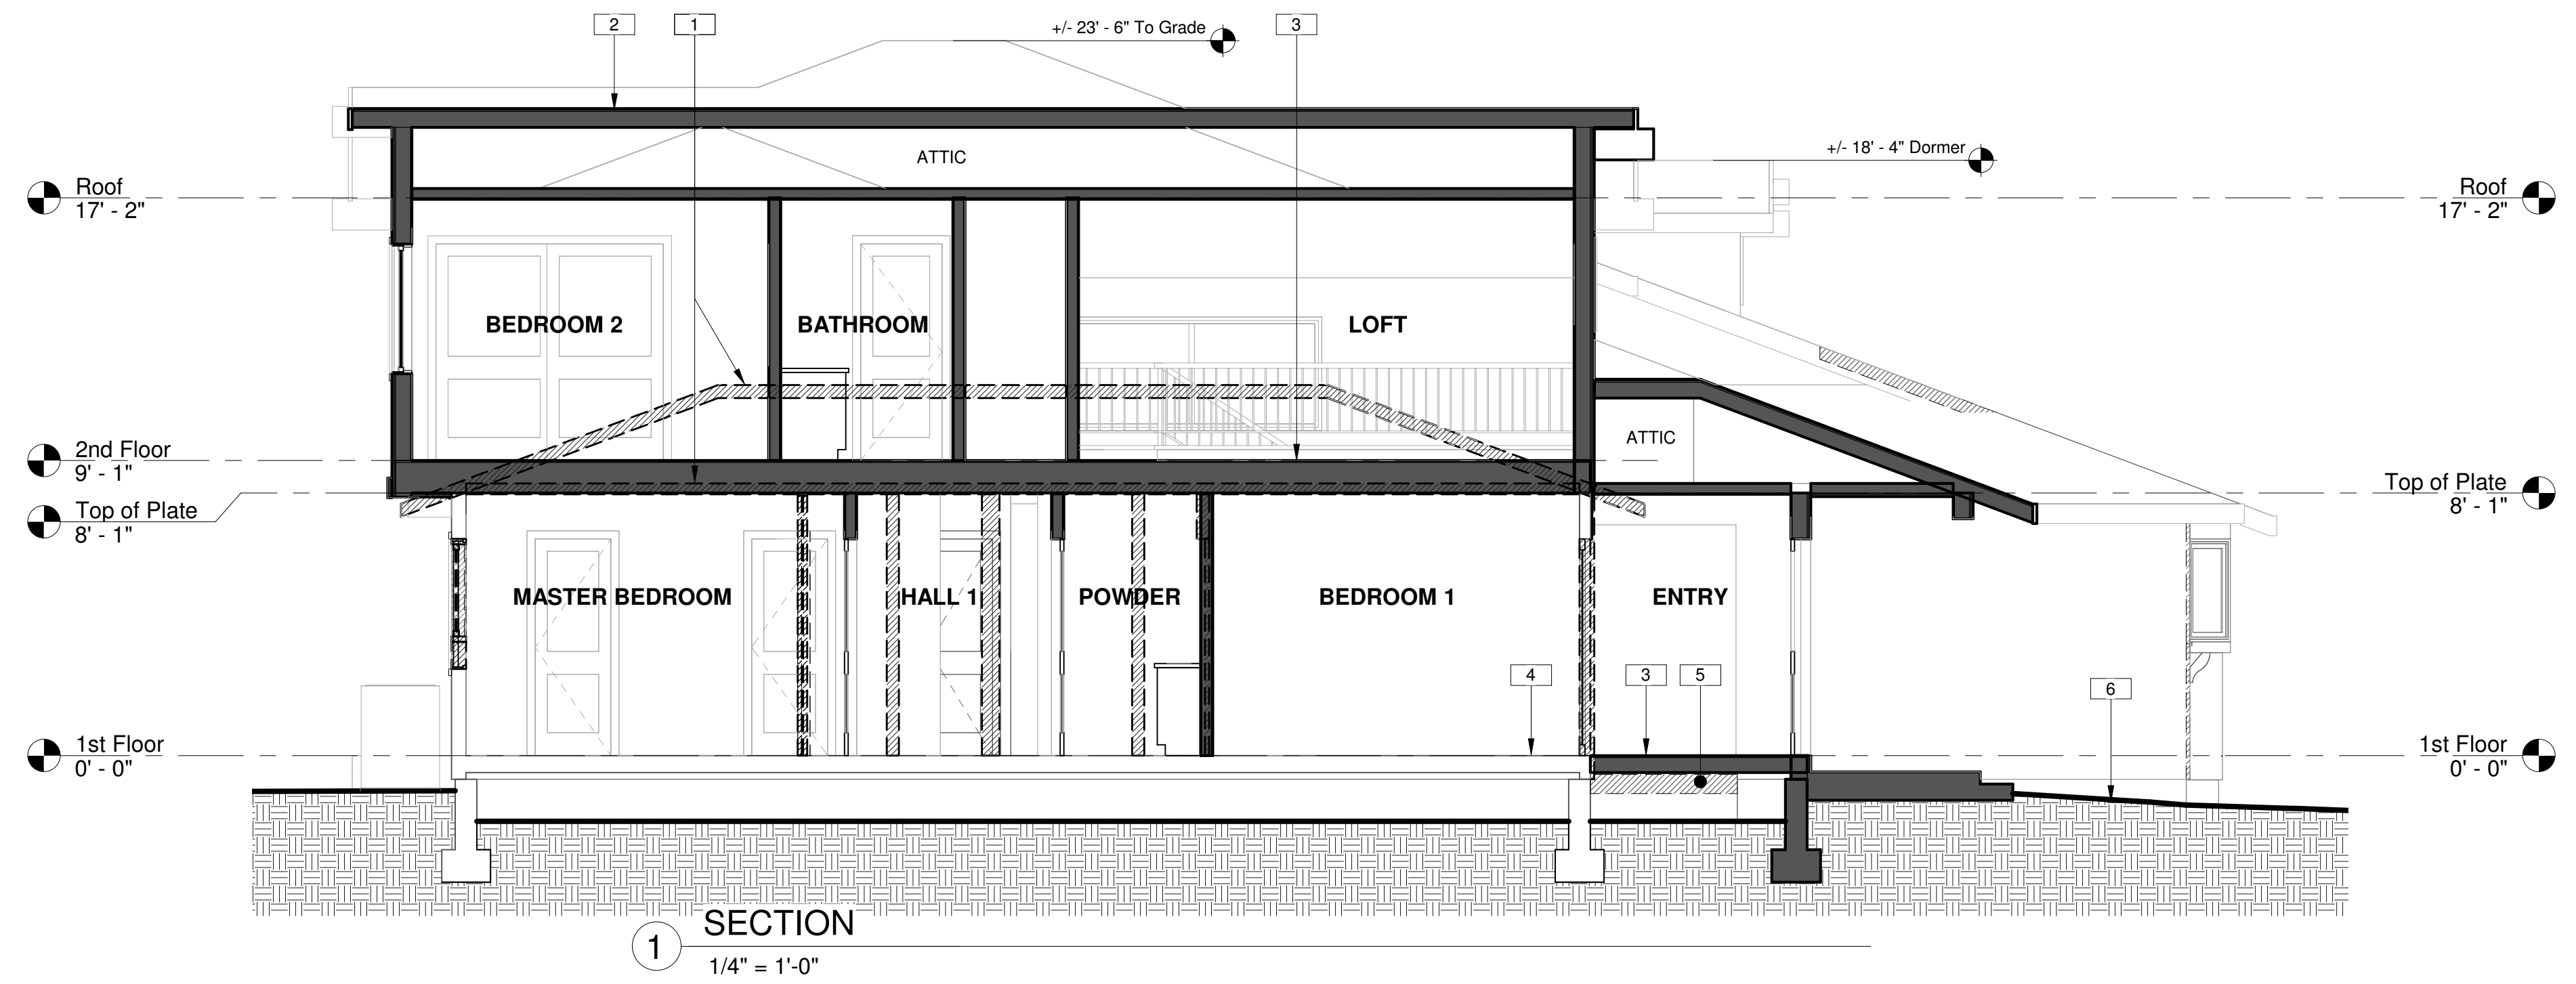 2
1
+/- 23' - 6" To Grade
3
ATTIC
+/- 18' - 4" Dormer
Roof
17' - 2"
Roof
17' - 2"
BEDROOM 2
BATHROOM
LOFT
2nd Floor
9' - 1"
ATTIC
Top of Plate
8' - 1"
Top of Plate
8' - 1"
MASTER BEDROOM
HALL 1
POWDER
BEDROOM 1
ENTRY
4
3
5
6
1st Floor
0' - 0"
1st Floor
0' - 0"
1
SECTION
1/4" = 1'-0"